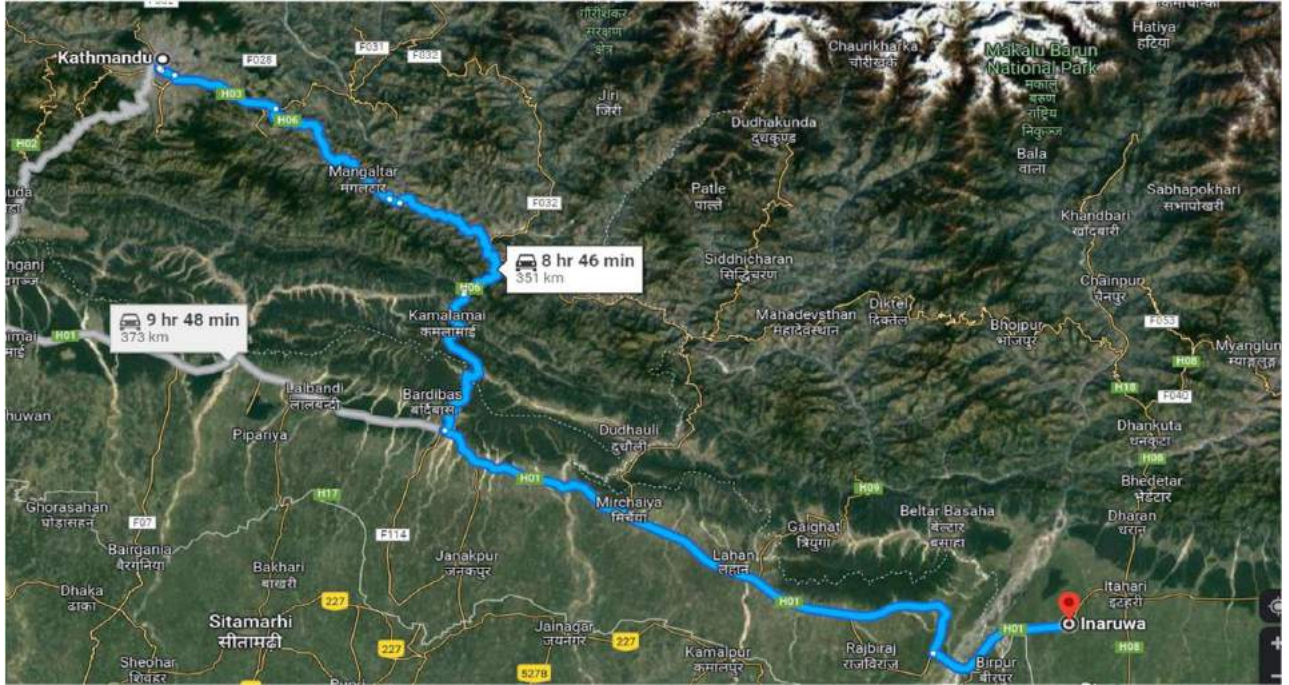 F031
F028
F032
Kathmandu
H03
H06
H02
Mangaltar
मंगलटार
F032
गौरीशंकर
संरक्षण
क्षेत्र
Jiri
जिरी
Chaurikharka
चौरीखर्क
Makalu Barun
National Park
मकालु
बरुण
राष्ट्रिय
निकुञ्ज
Hatiya
हटिया
Dudhakunda
दुधकुण्ड
Bala
वाला
Patle
पाल्ले
Sabhapokhari
सभापोखरी
Khandbari
खाँदबारी
8 hr 46 min
351 km
Siddhicharan
सिद्धिचरण
Chainpur
चैनपुर
H06
Kamalamai
कमलामाई
9 hr 48 min
373 km
H01
Mahadevsthan
महादेवस्थान
Diktel
दिक्तेल
Bhojpur
भोजपुर
F053
Myanglun
H08
H18
F040
Lalbandi
लालबन्दी
Bardibas
बर्दिबास
Pipariya
Dudhauli
दुधौली
Dhankuta
धनकुटा
H08
H01
H17
Mirchaiya
मिर्चैया
H09
Bhedetar
भेडेटार
Ghorasahan
घोड़ासहन
F07
F114
Gaighat
त्रियुगा
Beltar Basaha
बेल्टार
बसाहा
Dharan
धरान
Bairgania
बैरगनिया
Bakhari
बाखरी
Janakpur
जनकपुर
Lahan
लहान
Dhaka
ढाका
227
H01
Itahari
इटहरी
Inaruwa
Sitamarhi
सीतामढ़ी
Jainagar
जयनगर
227
227
Kamalpur
कमालपुर
Rajbiraj
राजविराज
H01
Birpur
बीरपुर
H08
Sheohar
शिवहर
527B